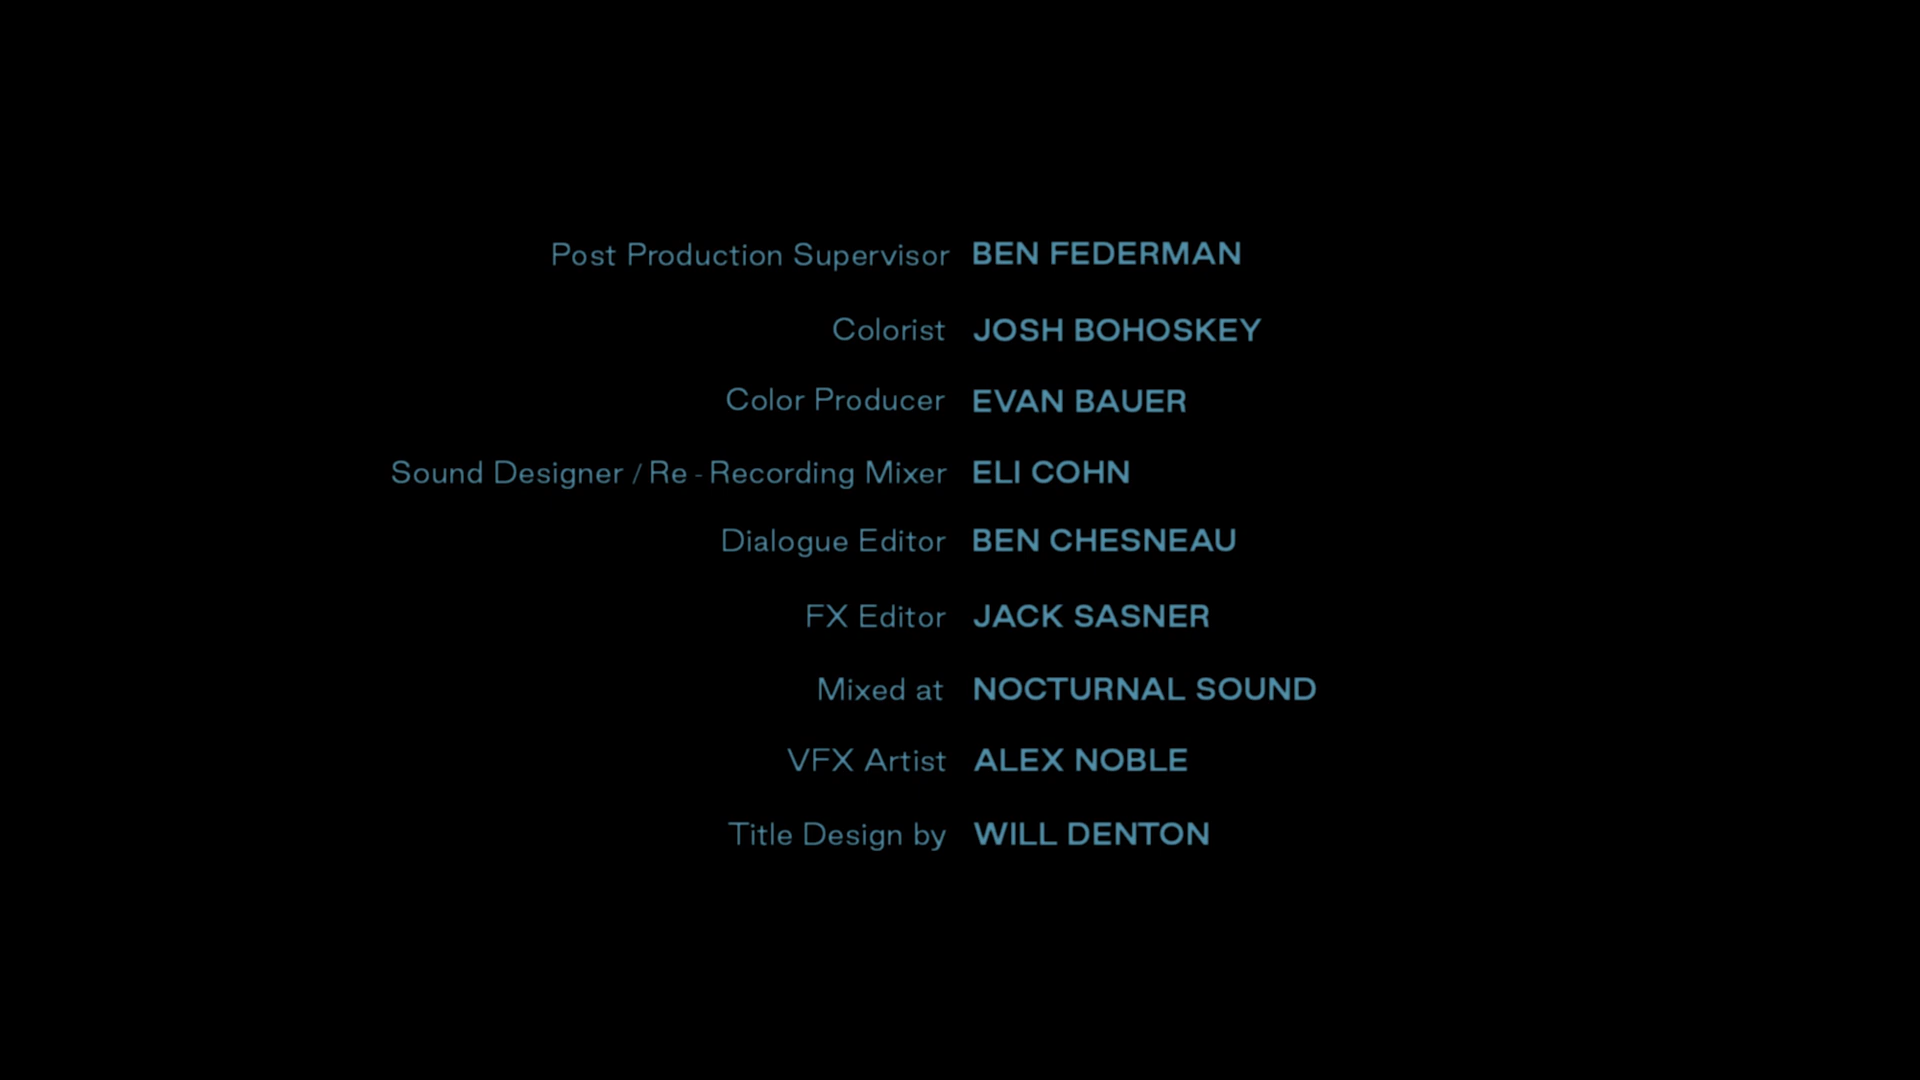 Post Production Supervisor BEN FEDERMAN
Colorist JOSH BOHOSKEY
Color Producer EVAN BAUER
Sound Designer / Re - Recording Mixer ELI COHN
Dialogue Editor BEN CHESNEAU
FX Editor JACK SASNER
Mixed at NOCTURNAL SOUND
VFX Artist ALEX NOBLE
Title Design by WILL DENTON